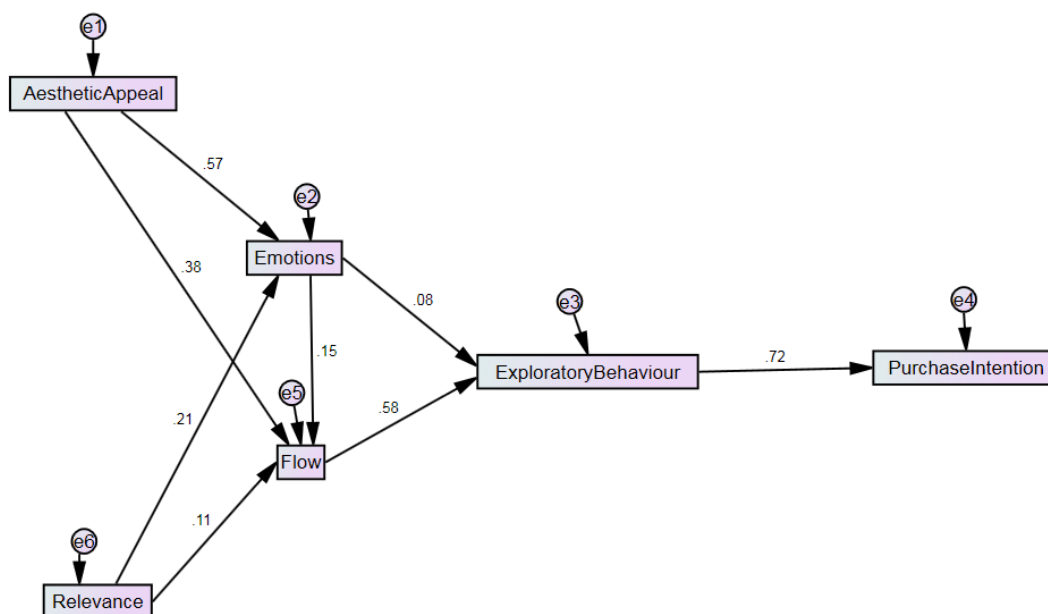 e1
AestheticAppeal
.57
e2
Emotions
.38
.08
e3
e4
.15
ExploratoryBehaviour
.72
PurchaseIntention
e5
.21
.58
Flow
.11
e6
Relevance